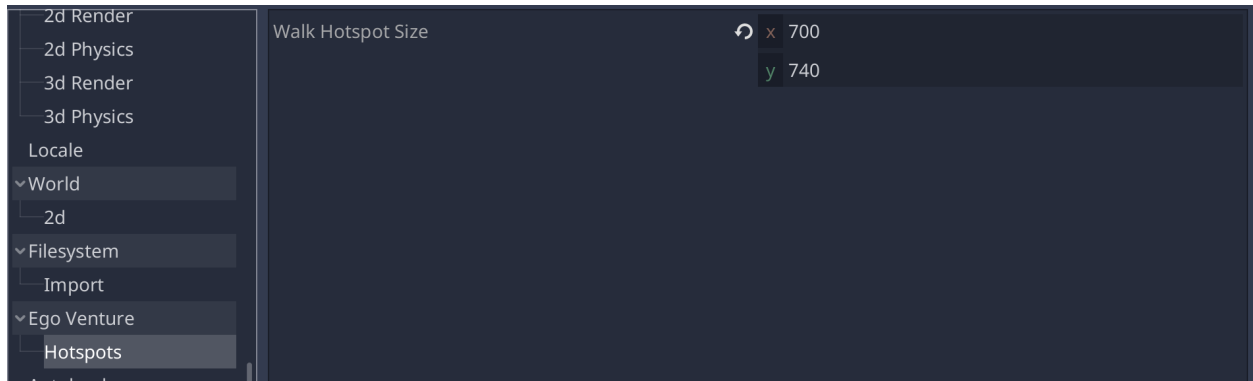 2d Render
2d Physics
3d Render
3d Physics
Locale
World
2d
Filesystem
Import
Ego Venture
Hotspots
Walk Hotspot Size
x 700
y 740